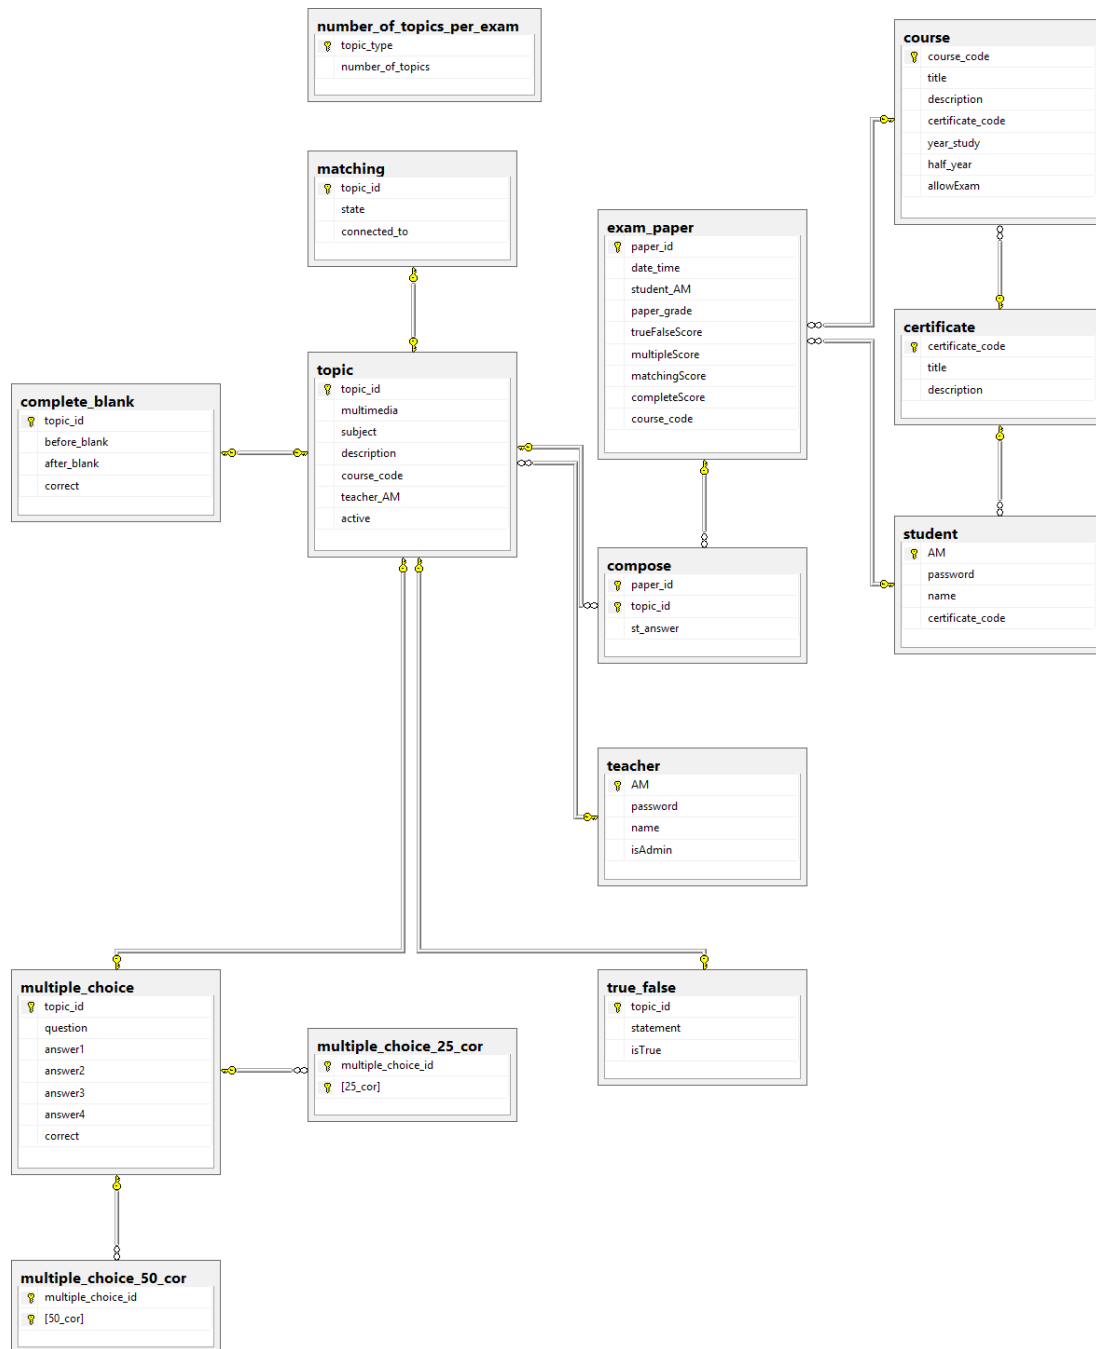 number_of_topics_per_exam
topic_type
number_of_topics
course
course_code
title
description
certificate_code
year_study
half_year
allowExam
matching
topic_id
state
connected_to
exam_paper
paper_id
date_time
student_AM
paper_grade
trueFalseScore
multipleScore
matchingScore
completeScore
course_code
certificate
certificate_code
title
description
topic
topic_id
multimedia
subject
description
course_code
teacher_AM
active
complete_blank
topic_id
before_blank
after_blank
correct
student
AM
password
name
certificate_code
compose
paper_id
topic_id
st_answer
teacher
AM
password
name
isAdmin
multiple_choice
topic_id
question
answer1
answer2
answer3
answer4
correct
true_false
topic_id
statement
isTrue
multiple_choice_25_cor
multiple_choice_id
[25_cor]
multiple_choice_50_cor
multiple_choice_id
[50_cor]